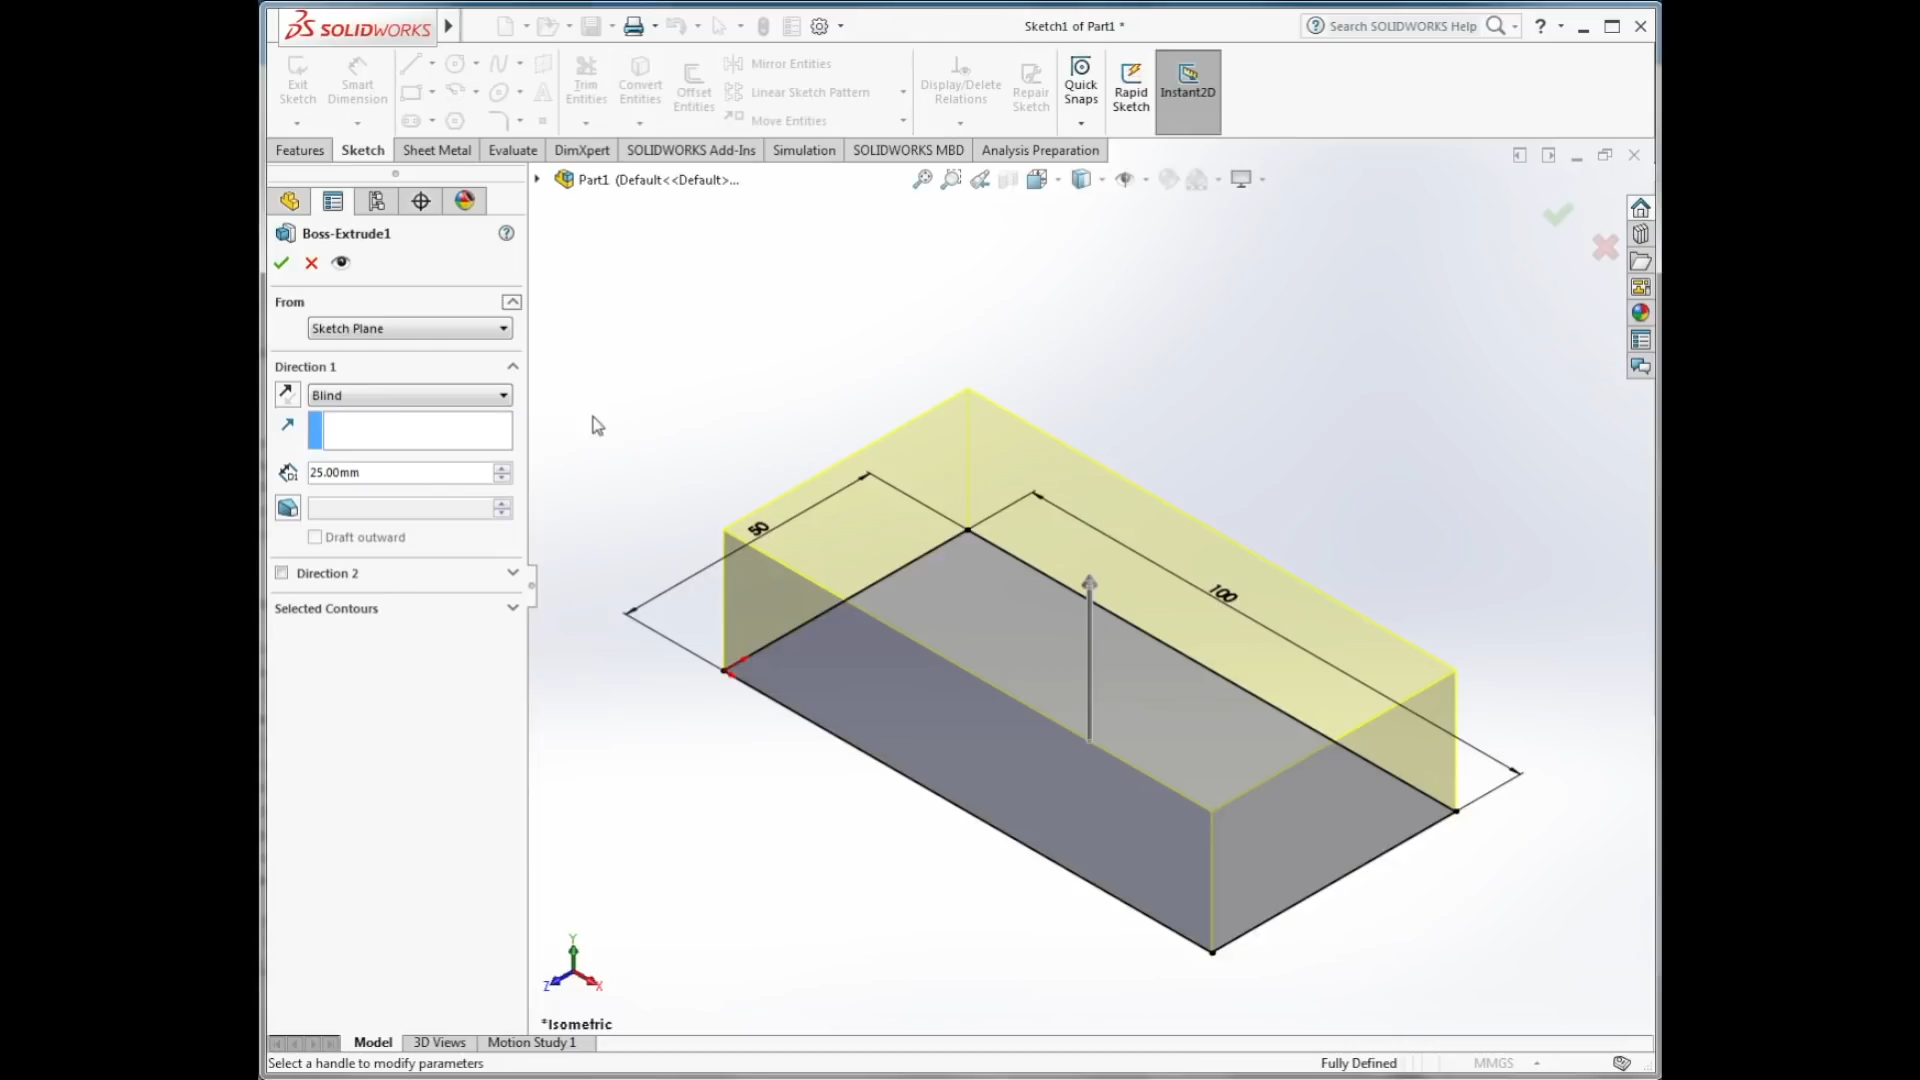 SOLIDWORKS
Sketch1 of Part1 *
Search SOLIDWORKS Help
Exit Sketch
Smart Dimension
Trim Entities
Convert Entities
Offset Entities
Mirror Entities
Linear Sketch Pattern
Move Entities
Display/Delete Relations
Repair Sketch
Quick Snaps
Rapid Sketch
Instant2D
Features
Sketch
Sheet Metal
Evaluate
DimXpert
SOLIDWORKS Add-Ins
Simulation
SOLIDWORKS MBD
Analysis Preparation
Part1 (Default<<Default>...
Boss-Extrude1
From
Sketch Plane
Direction 1
Blind
D1
25.00mm
Draft outward
Direction 2
Selected Contours
50
100
Y
Z
X
*Isometric
Model
3D Views
Motion Study 1
Select a handle to modify parameters
Fully Defined
MMGS